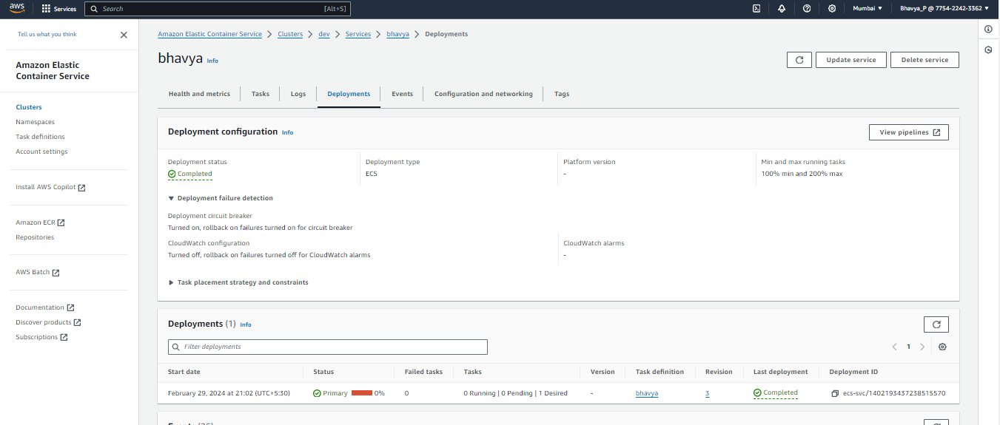 aws Services Search [Alt+S] Mumbai ▼ Bhavya_P @ 7754-2242-3362 ▼
Tell us what you think
Amazon Elastic Container Service > Clusters > dev > Services > bhavya > Deployments
Amazon Elastic
Container Service
bhavya Info
Update service Delete service
Health and metrics Tasks Logs Deployments Events Configuration and networking Tags
Clusters
Namespaces
Task definitions
Account settings
Install AWS Copilot
Amazon ECR
Repositories
AWS Batch
Documentation
Discover products
Subscriptions
Deployment configuration Info
View pipelines
Deployment status Deployment type Platform version Min and max running tasks
Completed ECS - 100% min and 200% max
▼ Deployment failure detection
Deployment circuit breaker
Turned on, rollback on failures turned on for circuit breaker
CloudWatch configuration CloudWatch alarms
Turned off, rollback on failures turned off for CloudWatch alarms -
▶ Task placement strategy and constraints
Deployments (1) Info
Filter deployments
< 1 >
Start date Status Failed tasks Tasks Version Task definition Revision Last deployment Deployment ID
February 29, 2024 at 21:02 (UTC+5:30) Primary 0% 0 0 Running | 0 Pending | 1 Desired - bhavya 3 Completed ecs-svc/1402193437238515570